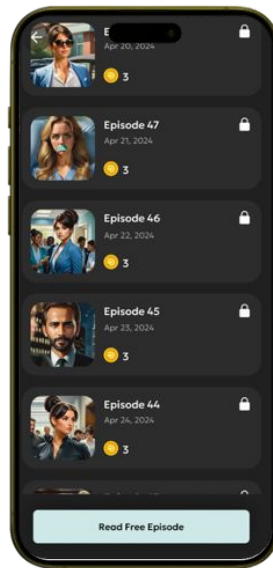 Apr 20, 2024
3
Episode 47
Apr 21, 2024
3
Episode 46
Apr 22, 2024
3
Episode 45
Apr 23, 2024
3
Episode 44
Apr 24, 2024
3
Read Free Episode